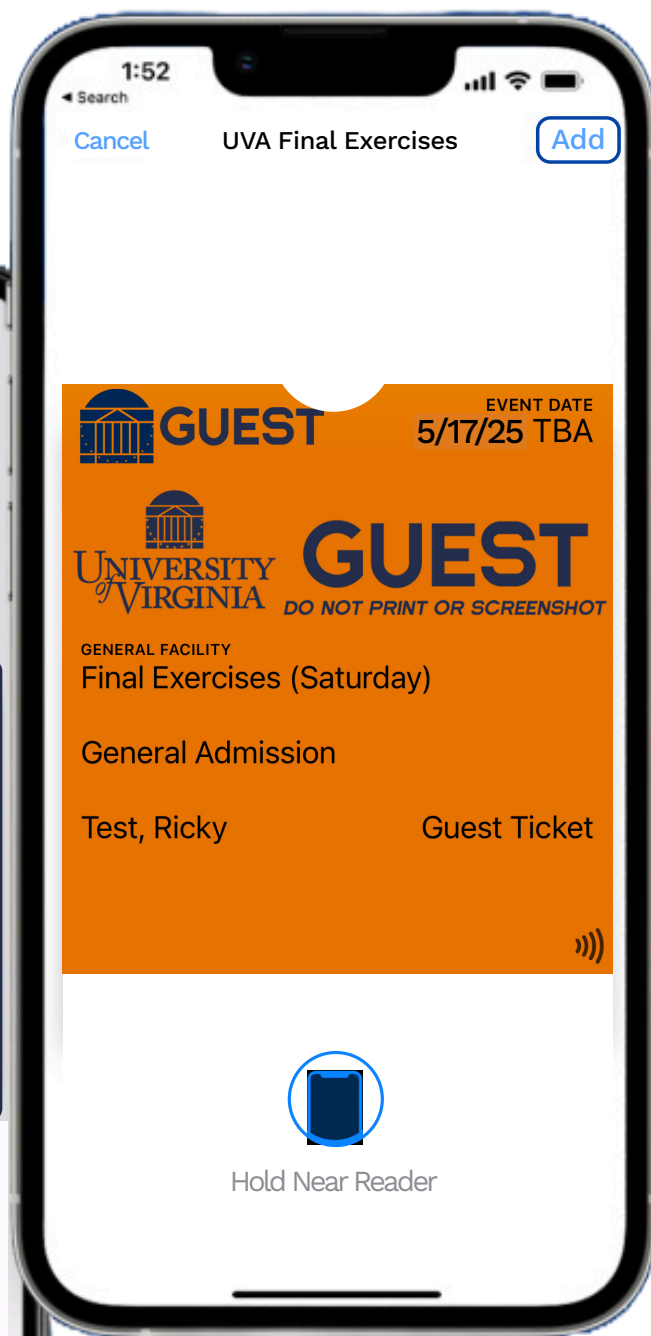 1:52
◀ Search
Cancel UVA Final Exercises Add
GUEST
EVENT DATE
5/17/25 TBA
UNIVERSITY
of VIRGINIA
GUEST
DO NOT PRINT OR SCREENSHOT
GENERAL FACILITY
Final Exercises (Saturday)
General Admission
Test, Ricky Guest Ticket
Hold Near Reader